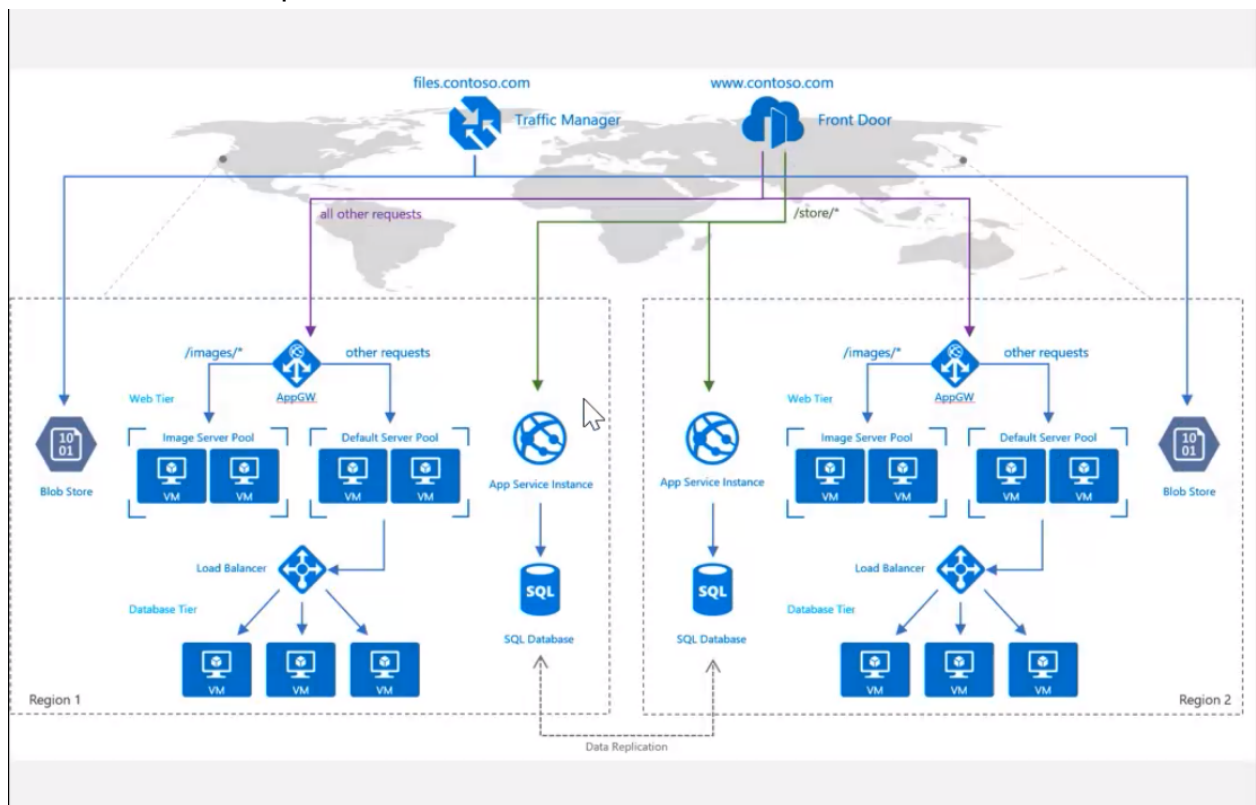 files.contoso.com
www.contoso.com
Traffic Manager
Front Door
all other requests
/store/*
/images/*
other requests
AppGW
Web Tier
Image Server Pool
Default Server Pool
VM
VM
VM
VM
Blob Store
App Service Instance
Load Balancer
SQL
Database Tier
SQL Database
VM
VM
VM
Region 1
/images/*
other requests
AppGW
Web Tier
Image Server Pool
Default Server Pool
VM
VM
VM
VM
App Service Instance
Blob Store
Load Balancer
SQL
Database Tier
SQL Database
VM
VM
VM
Region 2
Data Replication
10
01
10
01